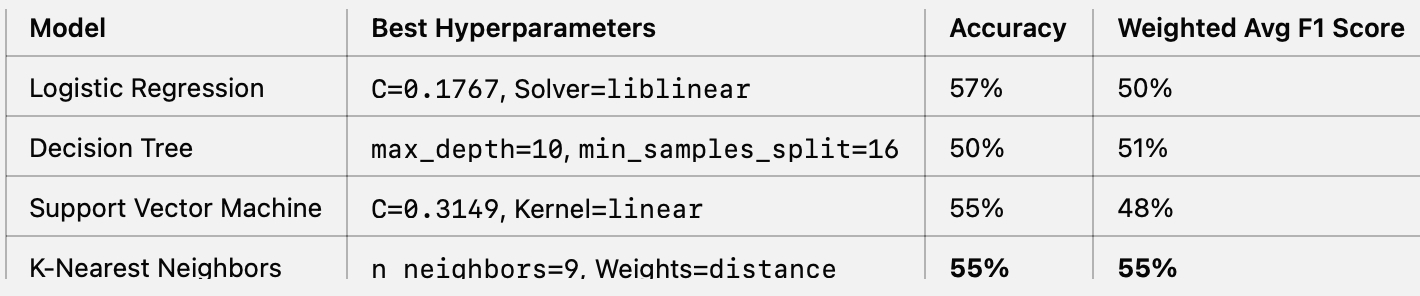 Model Best Hyperparameters Accuracy Weighted Avg F1 Score
Logistic Regression C=0.1767, Solver=liblinear 57% 50%
Decision Tree max_depth=10, min_samples_split=16 50% 51%
Support Vector Machine C=0.3149, Kernel=linear 55% 48%
K-Nearest Neighbors n_neighbors=9, Weights=distance 55% 55%